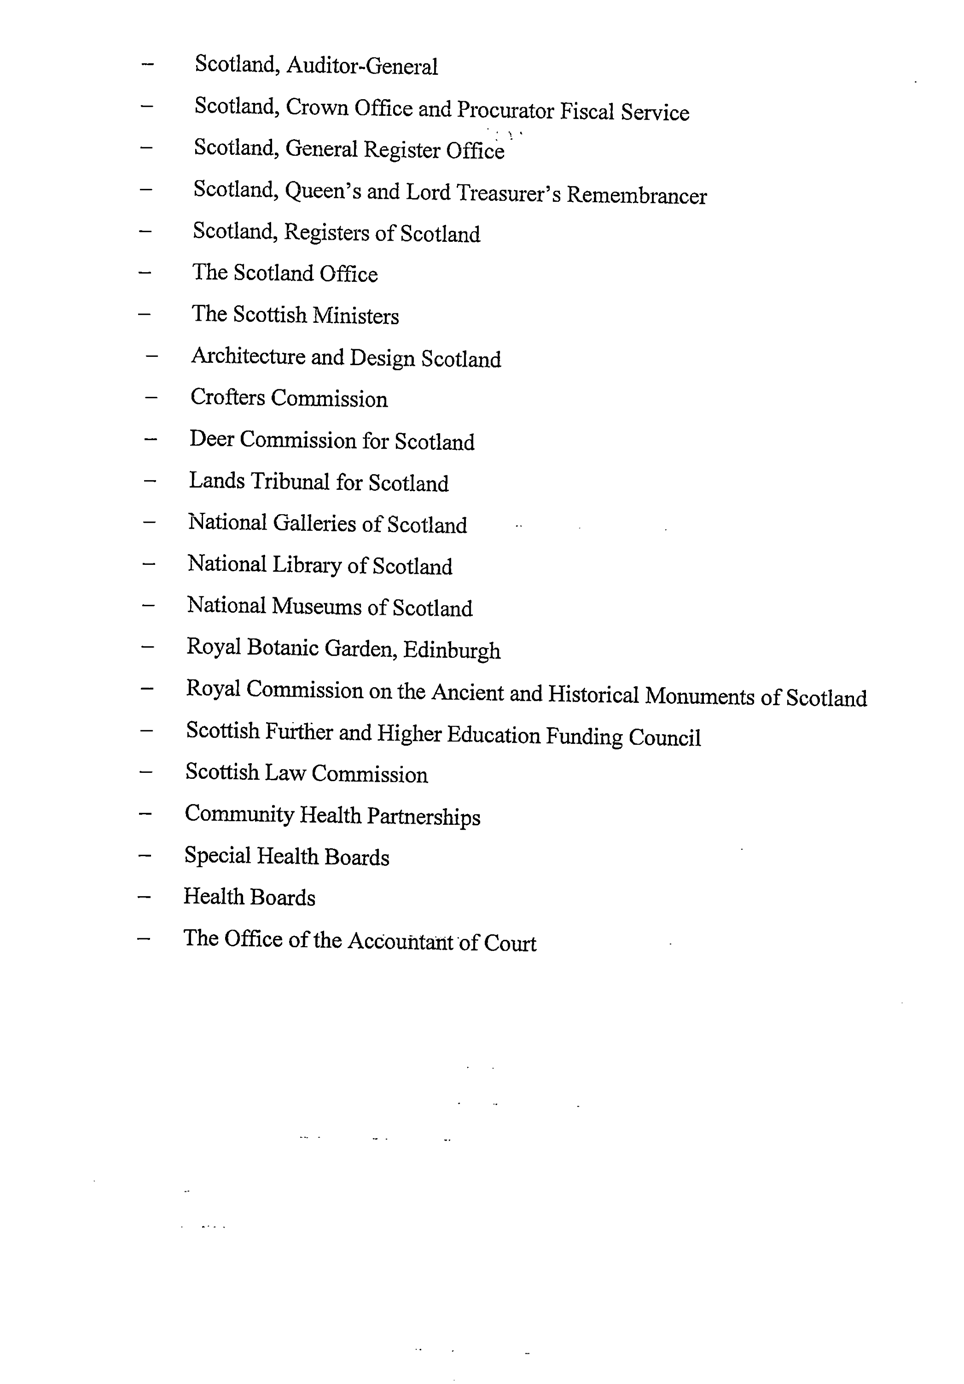 – Scotland, Auditor-General
– Scotland, Crown Office and Procurator Fiscal Service
– Scotland, General Register Office
– Scotland, Queen's and Lord Treasurer's Remembrancer
– Scotland, Registers of Scotland
– The Scotland Office
– The Scottish Ministers
– Architecture and Design Scotland
– Crofters Commission
– Deer Commission for Scotland
– Lands Tribunal for Scotland
– National Galleries of Scotland
– National Library of Scotland
– National Museums of Scotland
– Royal Botanic Garden, Edinburgh
– Royal Commission on the Ancient and Historical Monuments of Scotland
– Scottish Further and Higher Education Funding Council
– Scottish Law Commission
– Community Health Partnerships
– Special Health Boards
– Health Boards
– The Office of the Accountant of Court